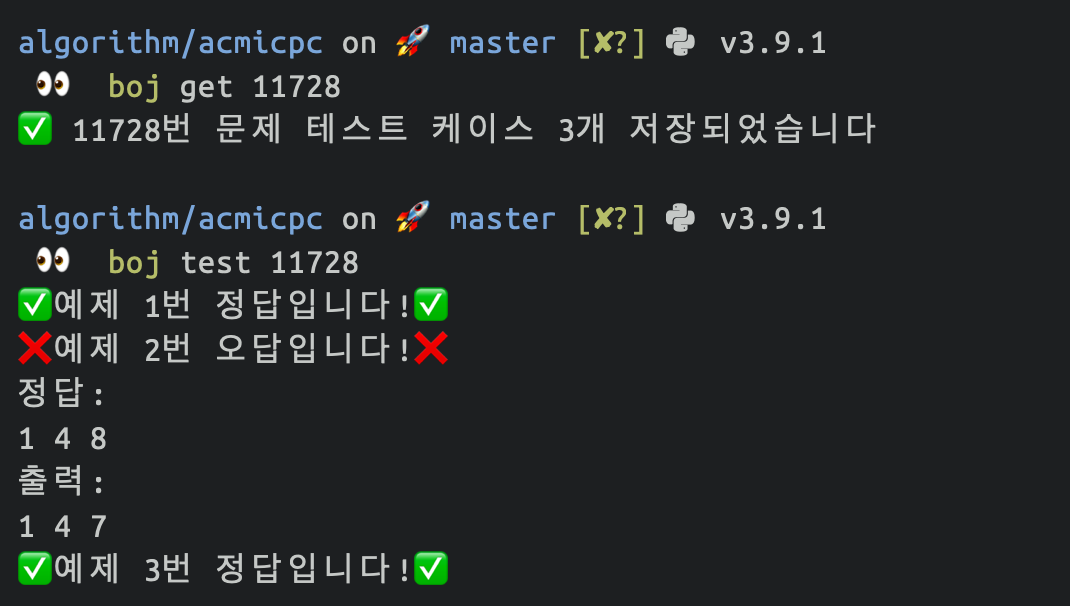 algorithm/acmicpc on 🚀 master [✘?] v3.9.1
👀 boj get 11728
✅ 11728번 문제 테스트 케이스 3개 저장되었습니다
algorithm/acmicpc on 🚀 master [✘?] v3.9.1
👀 boj test 11728
✅예제 1번 정답입니다!✅
❌예제 2번 오답입니다!❌
정답:
1 4 8
출력:
1 4 7
✅예제 3번 정답입니다!✅